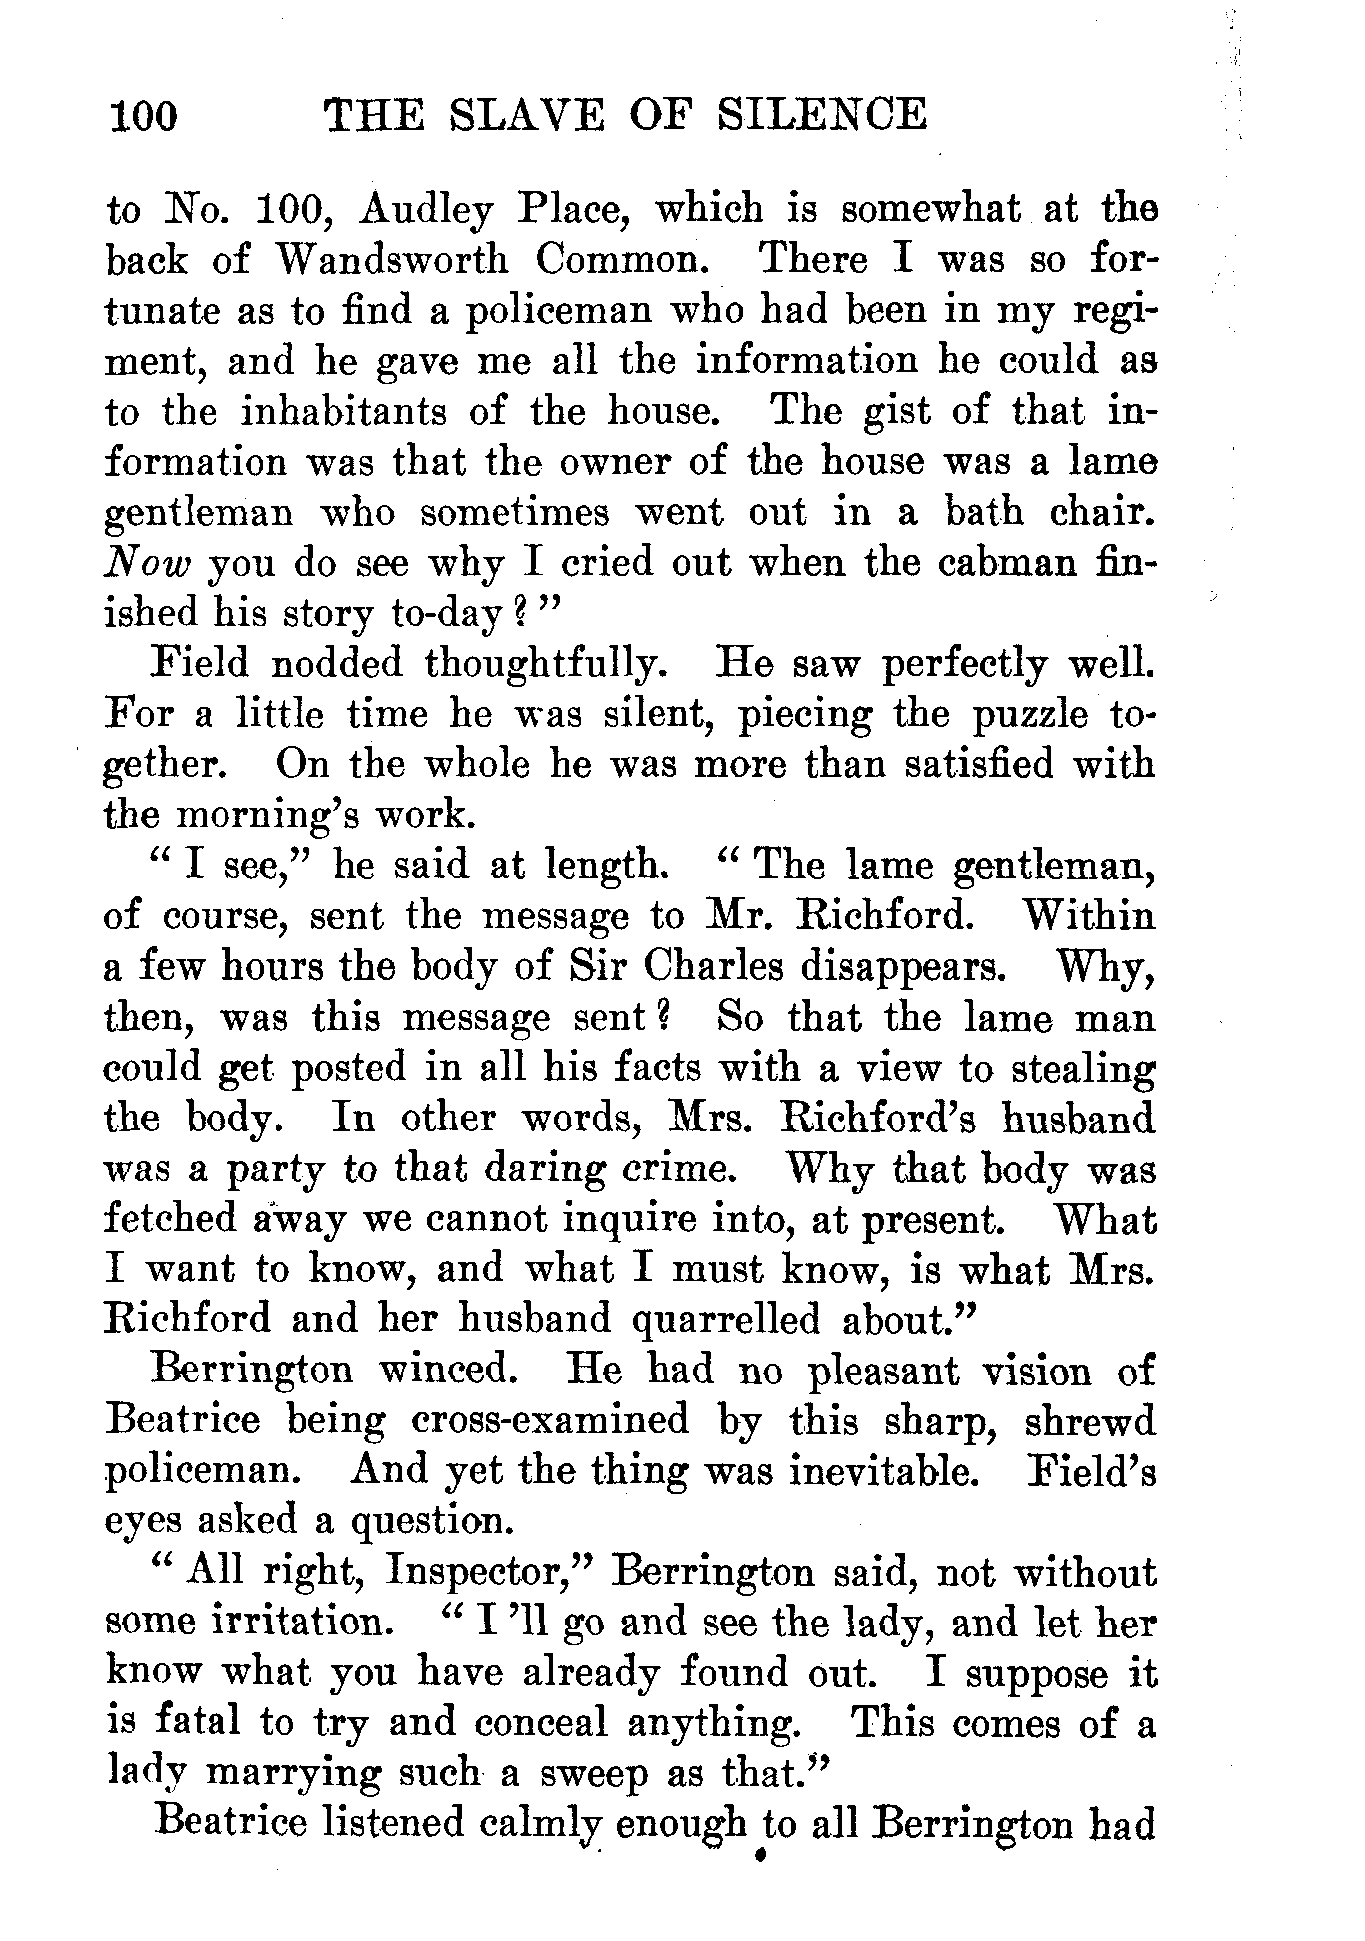 100 THE SLAVE OF SILENCE
to No. 100, Audley Place, which is somewhat at the
back of Wandsworth Common. There I was so for-
tunate as to find a policeman who had been in my regi-
ment, and he gave me all the information he could as
to the inhabitants of the house. The gist of that in-
formation was that the owner of the house was a lame
gentleman who sometimes went out in a bath chair.
Now you do see why I cried out when the cabman fin-
ished his story to-day? ”
Field nodded thoughtfully. He saw perfectly well.
For a little time he was silent, piecing the puzzle to-
gether. On the whole he was more than satisfied with
the morning’s work.
“ I see,” he said at length. “ The lame gentleman,
of course, sent the message to Mr. Richford. Within
a few hours the body of Sir Charles disappears. Why,
then, was this message sent? So that the lame man
could get posted in all his facts with a view to stealing
the body. In other words, Mrs. Richford’s husband
was a party to that daring crime. Why that body was
fetched away we cannot inquire into, at present. What
I want to know, and what I must know, is what Mrs.
Richford and her husband quarrelled about.”
Berrington winced. He had no pleasant vision of
Beatrice being cross-examined by this sharp, shrewd
policeman. And yet the thing was inevitable. Field’s
eyes asked a question.
“ All right, Inspector,” Berrington said, not without
some irritation. “ I ’ll go and see the lady, and let her
know what you have already found out. I suppose it
is fatal to try and conceal anything. This comes of a
lady marrying such a sweep as that.”
Beatrice listened calmly enough to all Berrington had